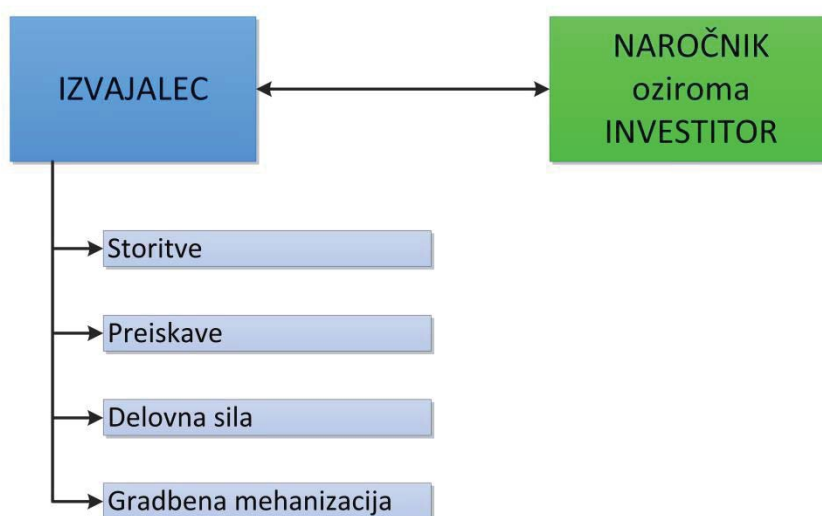 IZVAJALEC
NAROČNIK
oziroma
INVESTITOR
Storitve
Preiskave
Delovna sila
Gradbena mehanizacija